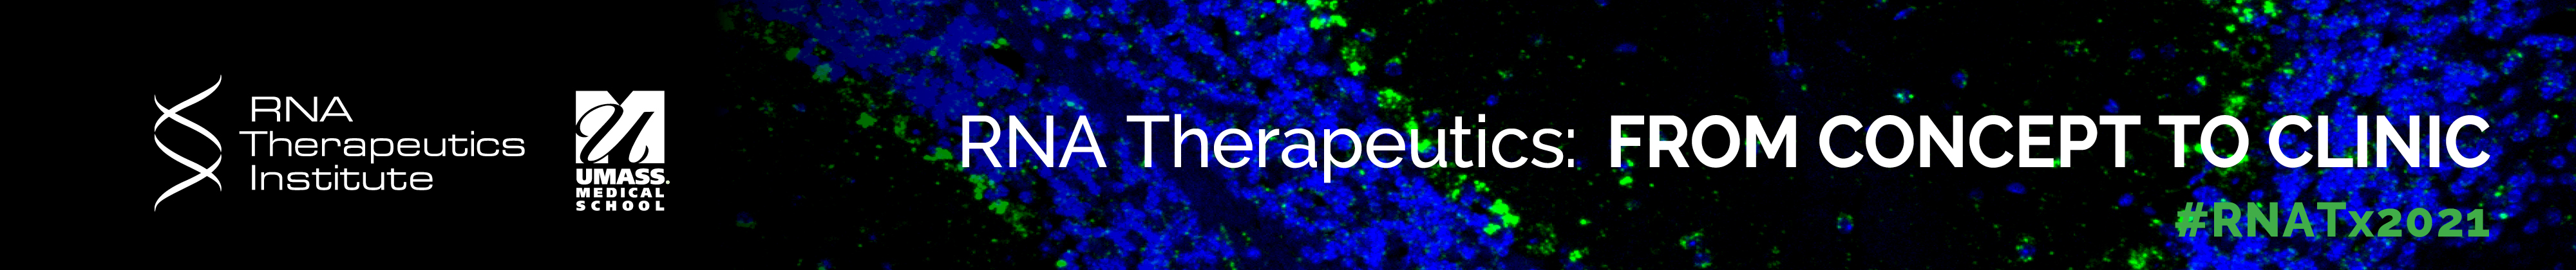 RNA
Therapeutics
Institute
UMASS.
MEDICAL
SCHOOL
RNA Therapeutics: FROM CONCEPT TO CLINIC
#RNATx2021